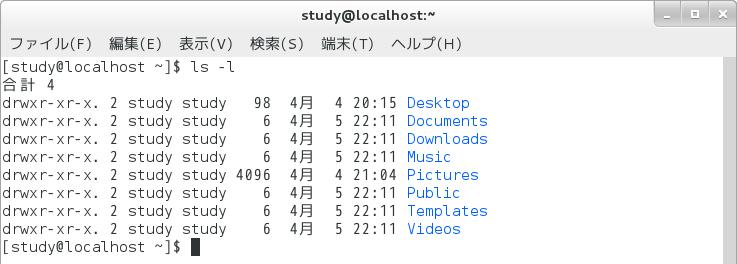 study@localhost:~
ファイル(F) 編集(E) 表示(V) 検索(S) 端末(T) ヘルプ(H)
[study@localhost ~]$ ls -l
合計 4
drwxr-xr-x. 2 study study   98  4月  4 20:15 Desktop
drwxr-xr-x. 2 study study    6  4月  5 22:11 Documents
drwxr-xr-x. 2 study study    6  4月  5 22:11 Downloads
drwxr-xr-x. 2 study study    6  4月  5 22:11 Music
drwxr-xr-x. 2 study study 4096  4月  4 21:04 Pictures
drwxr-xr-x. 2 study study    6  4月  5 22:11 Public
drwxr-xr-x. 2 study study    6  4月  5 22:11 Templates
drwxr-xr-x. 2 study study    6  4月  5 22:11 Videos
[study@localhost ~]$